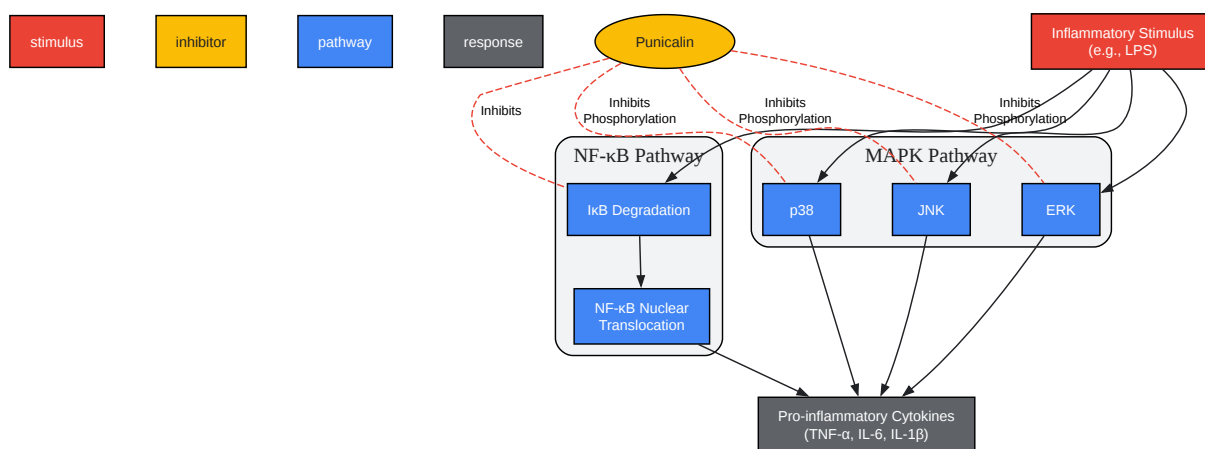 stimulus
inhibitor
pathway
response
Punicalin
Inflammatory Stimulus
(e.g., LPS)
Inhibits
Inhibits
Phosphorylation
Inhibits
Phosphorylation
Inhibits
Phosphorylation
NF-κB Pathway
MAPK Pathway
IκB Degradation
p38
JNK
ERK
NF-κB Nuclear
Translocation
Pro-inflammatory Cytokines
(TNF-α, IL-6, IL-1β)